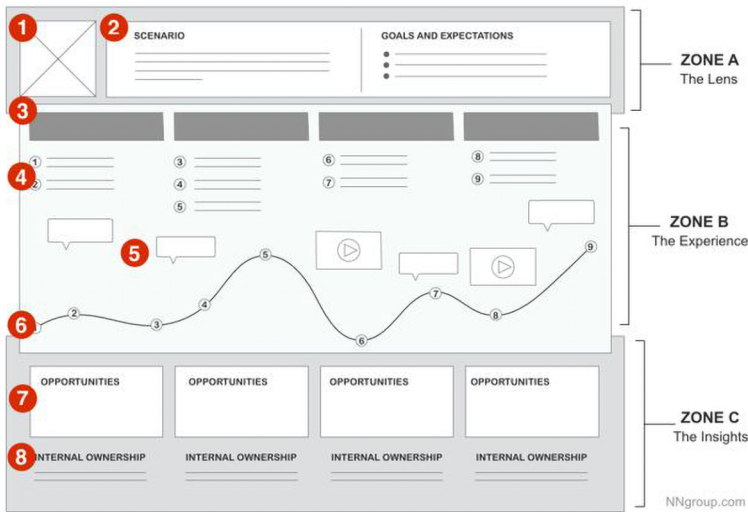 1
2
SCENARIO
GOALS AND EXPECTATIONS
ZONE A
The Lens
3
1
3
6
8
4
2
4
7
9
5
ZONE B
The Experience
5
5
9
7
6
2
3
4
6
8
OPPORTUNITIES
OPPORTUNITIES
OPPORTUNITIES
OPPORTUNITIES
7
ZONE C
The Insights
8
INTERNAL OWNERSHIP
INTERNAL OWNERSHIP
INTERNAL OWNERSHIP
INTERNAL OWNERSHIP
NNgroup.com